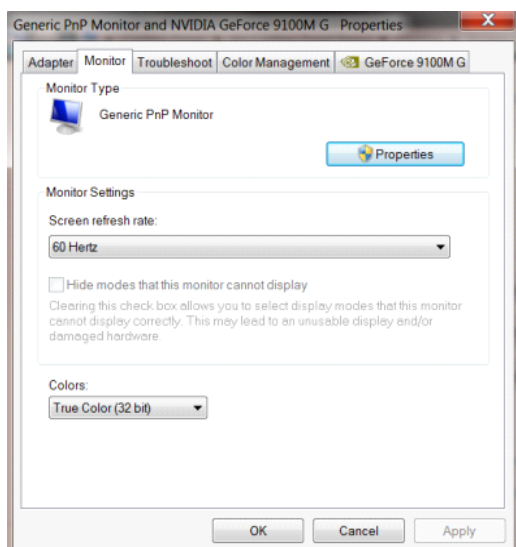 Generic PnP Monitor and NVIDIA GeForce 9100M G Properties
Adapter Monitor Troubleshoot Color Management GeForce 9100M G
Monitor Type
Generic PnP Monitor
Properties
Monitor Settings
Screen refresh rate:
60 Hertz
Hide modes that this monitor cannot display
Clearing this check box allows you to select display modes that this monitor
cannot display correctly. This may lead to an unusable display and/or
damaged hardware.
Colors:
True Color (32 bit)
OK Cancel Apply